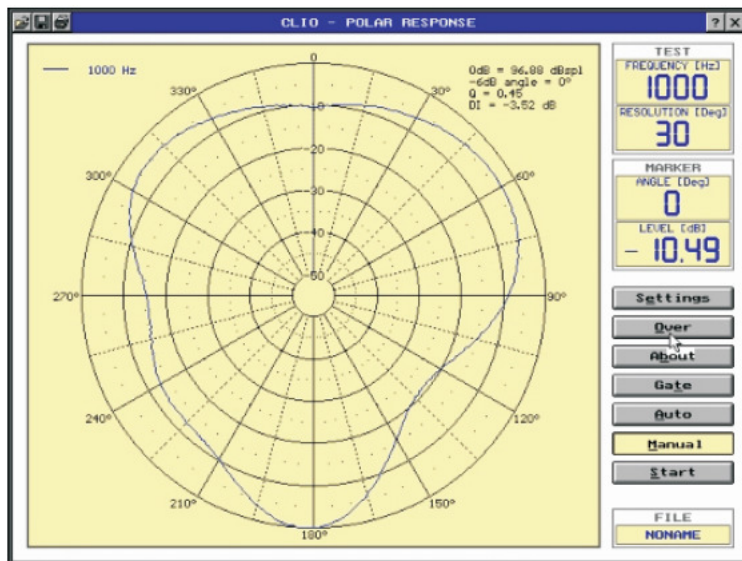 CLIO - POLAR RESPONSE
? ×
1000 Hz
0dB = 96.88 dBspl
-6dB angle = 0°
Q = 0.45
DI = -3.52 dB
0
330°
30°
300°
60°
270°
90°
240°
120°
210°
150°
180°
-20
-30
-40
-50
TEST
FREQUENCY [Hz]
1000
RESOLUTION [Deg]
30
MARKER
ANGLE [Deg]
0
LEVEL [dB]
- 10.49
Settings
Over
About
Gate
Auto
Manual
Start
FILE
NONAME